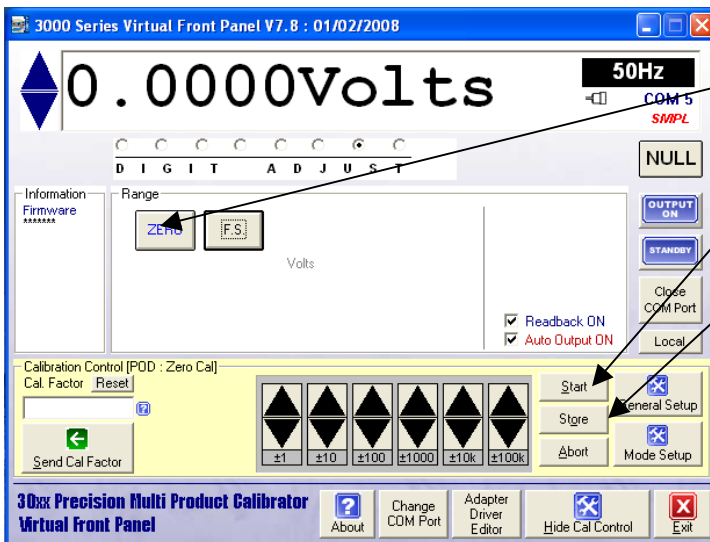 3000 Series Virtual Front Panel V7.8 : 01/02/2008
0.0000Volts
50Hz
COM 5
SMPL
DIGIT ADJUST
NULL
Information
Firmware
*******
Range
ZERO
F.S.
Volts
OUTPUT ON
STANDBY
Close COM Port
Readback ON
Auto Output ON
Local
Calibration Control [POD : Zero Cal]
Cal. Factor Reset
Send Cal Factor
±1 ±10 ±100 ±1000 ±10k ±100k
Start
Store
Abort
General Setup
Mode Setup
30xx Precision Multi Product Calibrator
Virtual Front Panel
About
Change COM Port
Adapter Driver Editor
Hide Cal Control
Exit